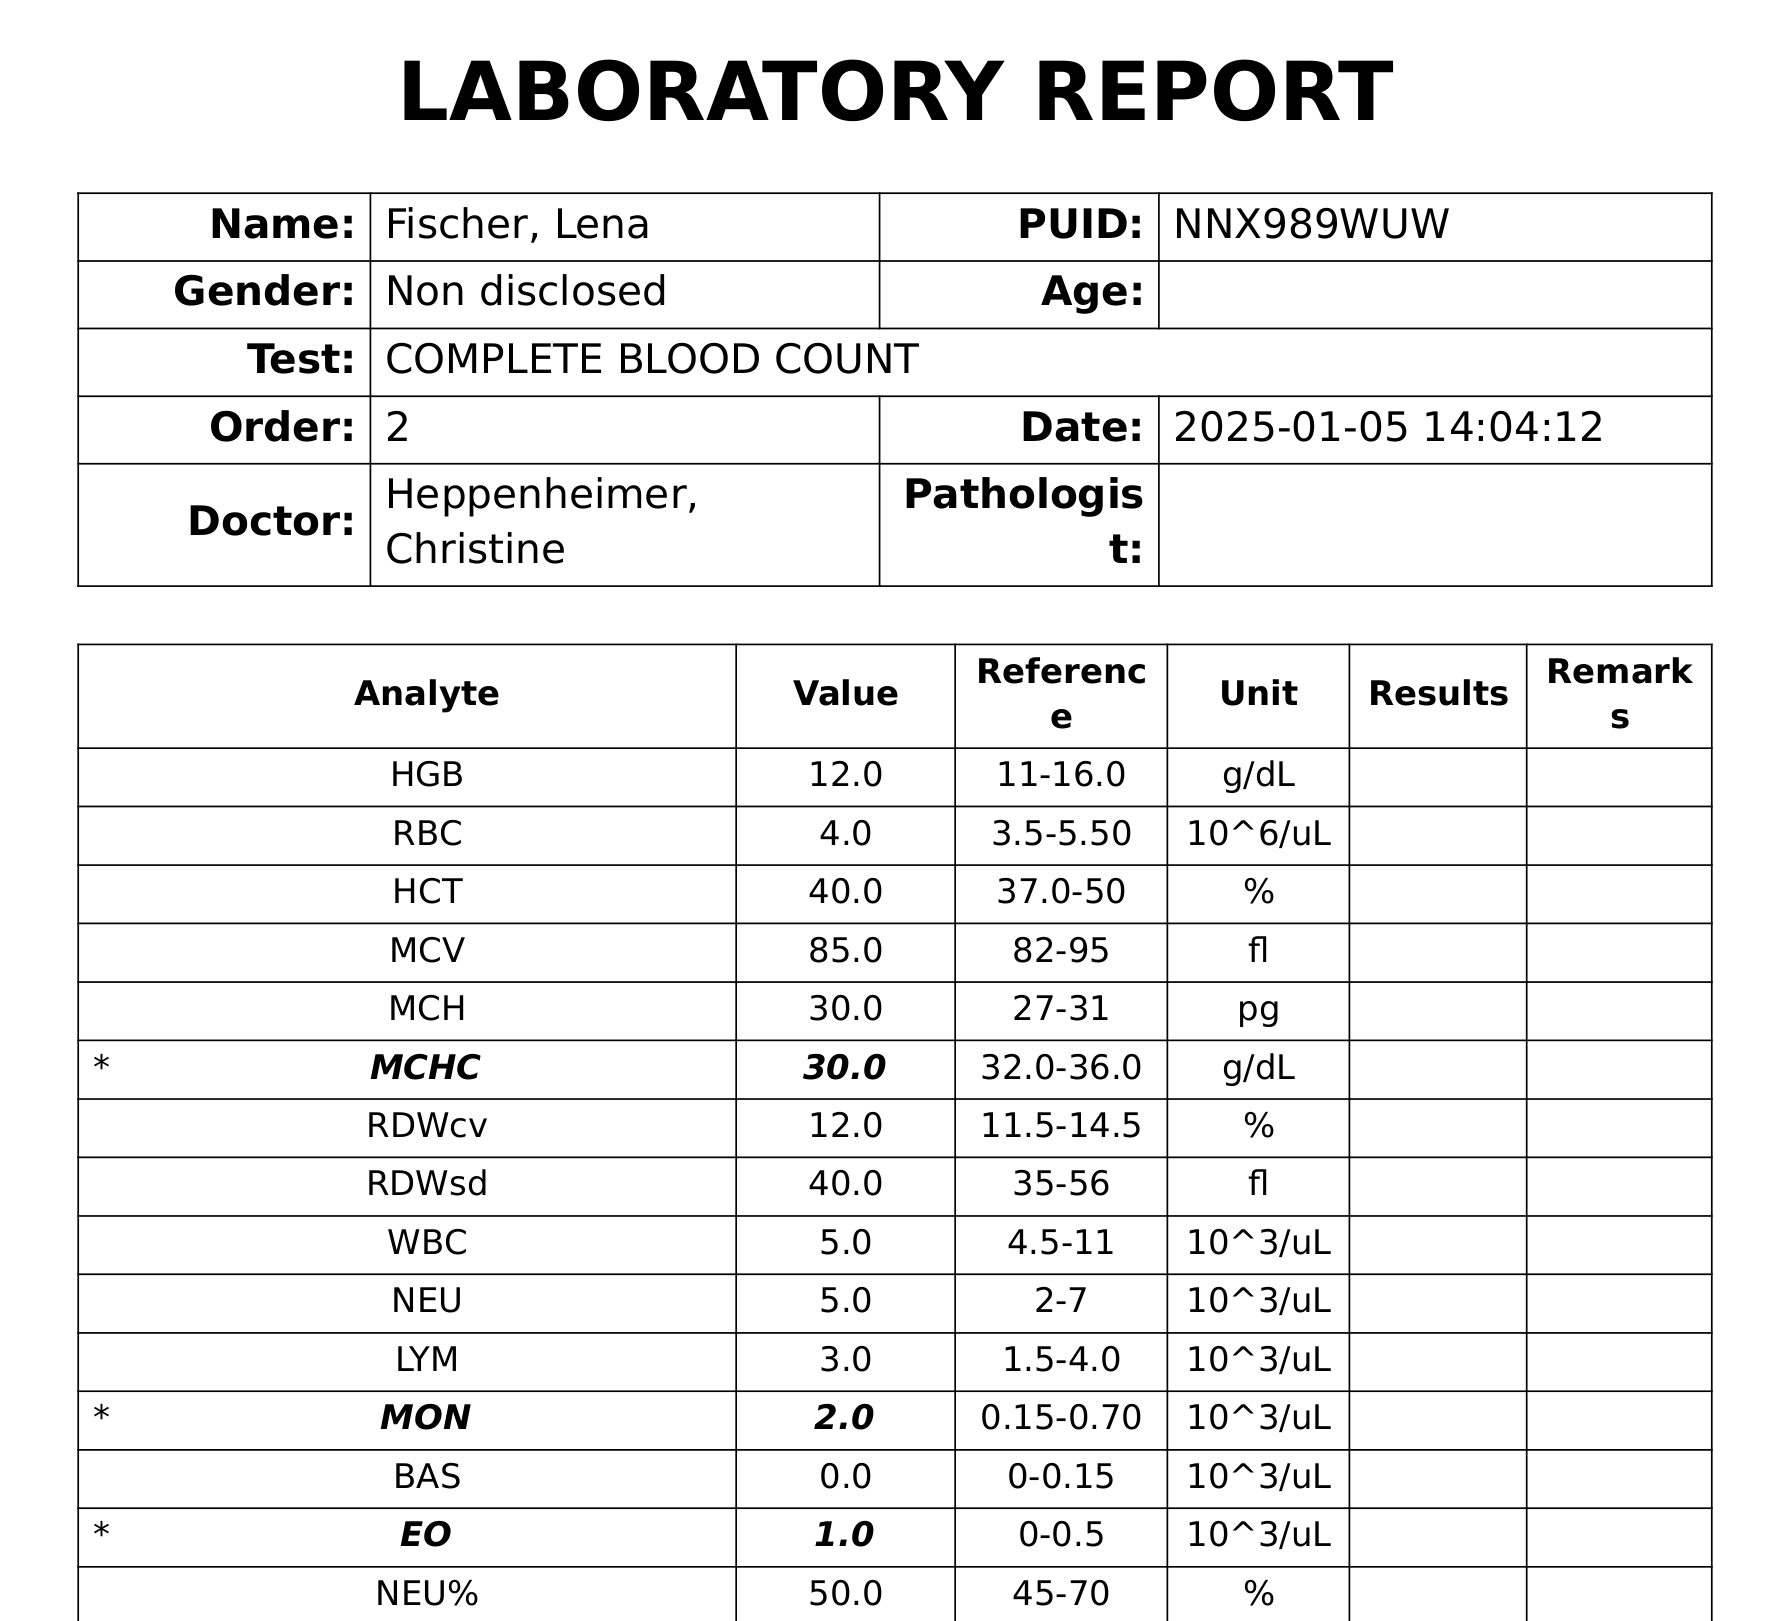 LABORATORY REPORT
Name: Fischer, Lena PUID: NNX989WUW
Gender: Non disclosed Age:
Test: COMPLETE BLOOD COUNT
Order: 2 Date: 2025-01-05 14:04:12
Doctor: Heppenheimer,
Christine
Pathologis
t:
Analyte Value Referenc
e Unit Results Remark
s
HGB 12.0 11-16.0 g/dL
RBC 4.0 3.5-5.50 10^6/uL
HCT 40.0 37.0-50 %
MCV 85.0 82-95 fl
MCH 30.0 27-31 pg
* MCHC 30.0 32.0-36.0 g/dL
RDWcv 12.0 11.5-14.5 %
RDWsd 40.0 35-56 fl
WBC 5.0 4.5-11 10^3/uL
NEU 5.0 2-7 10^3/uL
LYM 3.0 1.5-4.0 10^3/uL
* MON 2.0 0.15-0.70 10^3/uL
BAS 0.0 0-0.15 10^3/uL
* EO 1.0 0-0.5 10^3/uL
NEU% 50.0 45-70 %